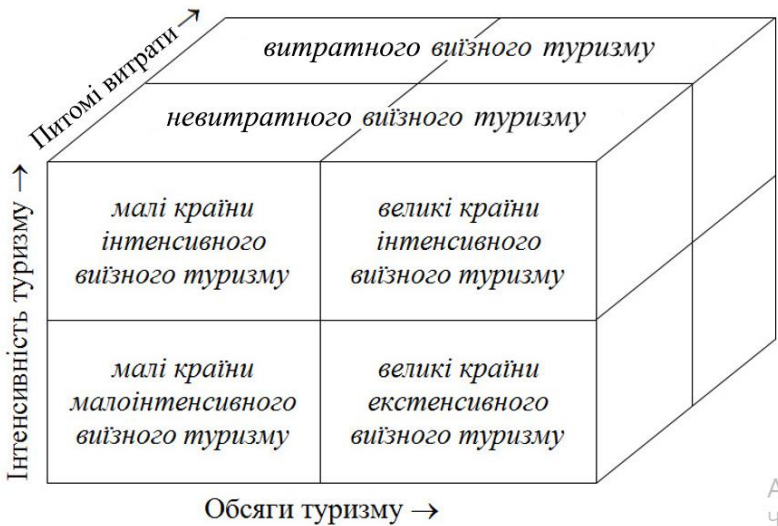 Питомі витрати →
витратного виїзного туризму
невитратного виїзного туризму
Інтенсивність туризму →
малі країни
інтенсивного
виїзного туризму
великі країни
інтенсивного
виїзного туризму
малі країни
малоінтенсивного
виїзного туризму
великі країни
екстенсивного
виїзного туризму
Обсяги туризму →